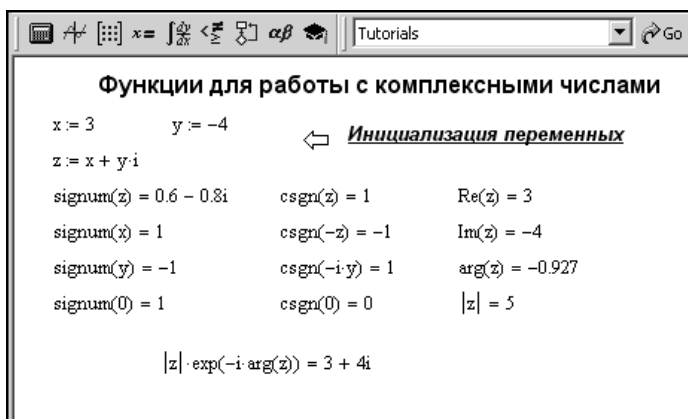 x= αβ Tutorials Go
Функции для работы с комплексными числами
x := 3 y := −4 Инициализация переменных
z := x + y·i
signum(z) = 0.6 − 0.8i csgn(z) = 1 Re(z) = 3
signum(x) = 1 csgn(−z) = −1 Im(z) = −4
signum(y) = −1 csgn(−i·y) = 1 arg(z) = −0.927
signum(0) = 1 csgn(0) = 0 |z| = 5
|z|·exp(−i·arg(z)) = 3 + 4i